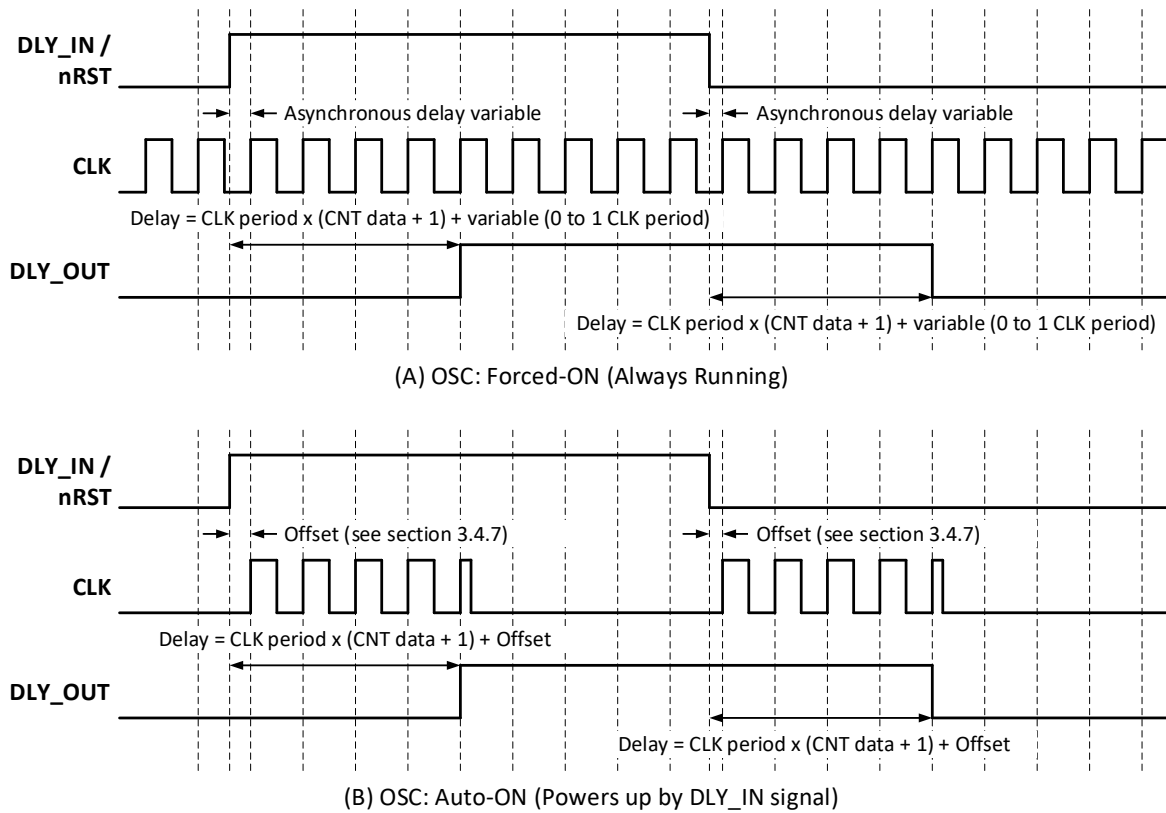 DLY_IN /
nRST
Asynchronous delay variable
Asynchronous delay variable
CLK
Delay = CLK period x (CNT data + 1) + variable (0 to 1 CLK period)
DLY_OUT
Delay = CLK period x (CNT data + 1) + variable (0 to 1 CLK period)
(A) OSC: Forced-ON (Always Running)
DLY_IN /
nRST
Offset (see section 3.4.7)
Offset (see section 3.4.7)
CLK
Delay = CLK period x (CNT data + 1) + Offset
DLY_OUT
Delay = CLK period x (CNT data + 1) + Offset
(B) OSC: Auto-ON (Powers up by DLY_IN signal)